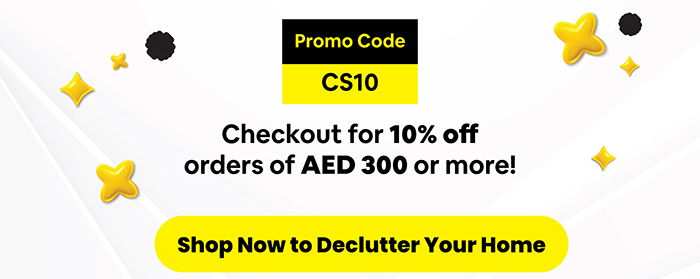 Promo Code
CS10
Checkout for 10% off
orders of AED 300 or more!
Shop Now to Declutter Your Home